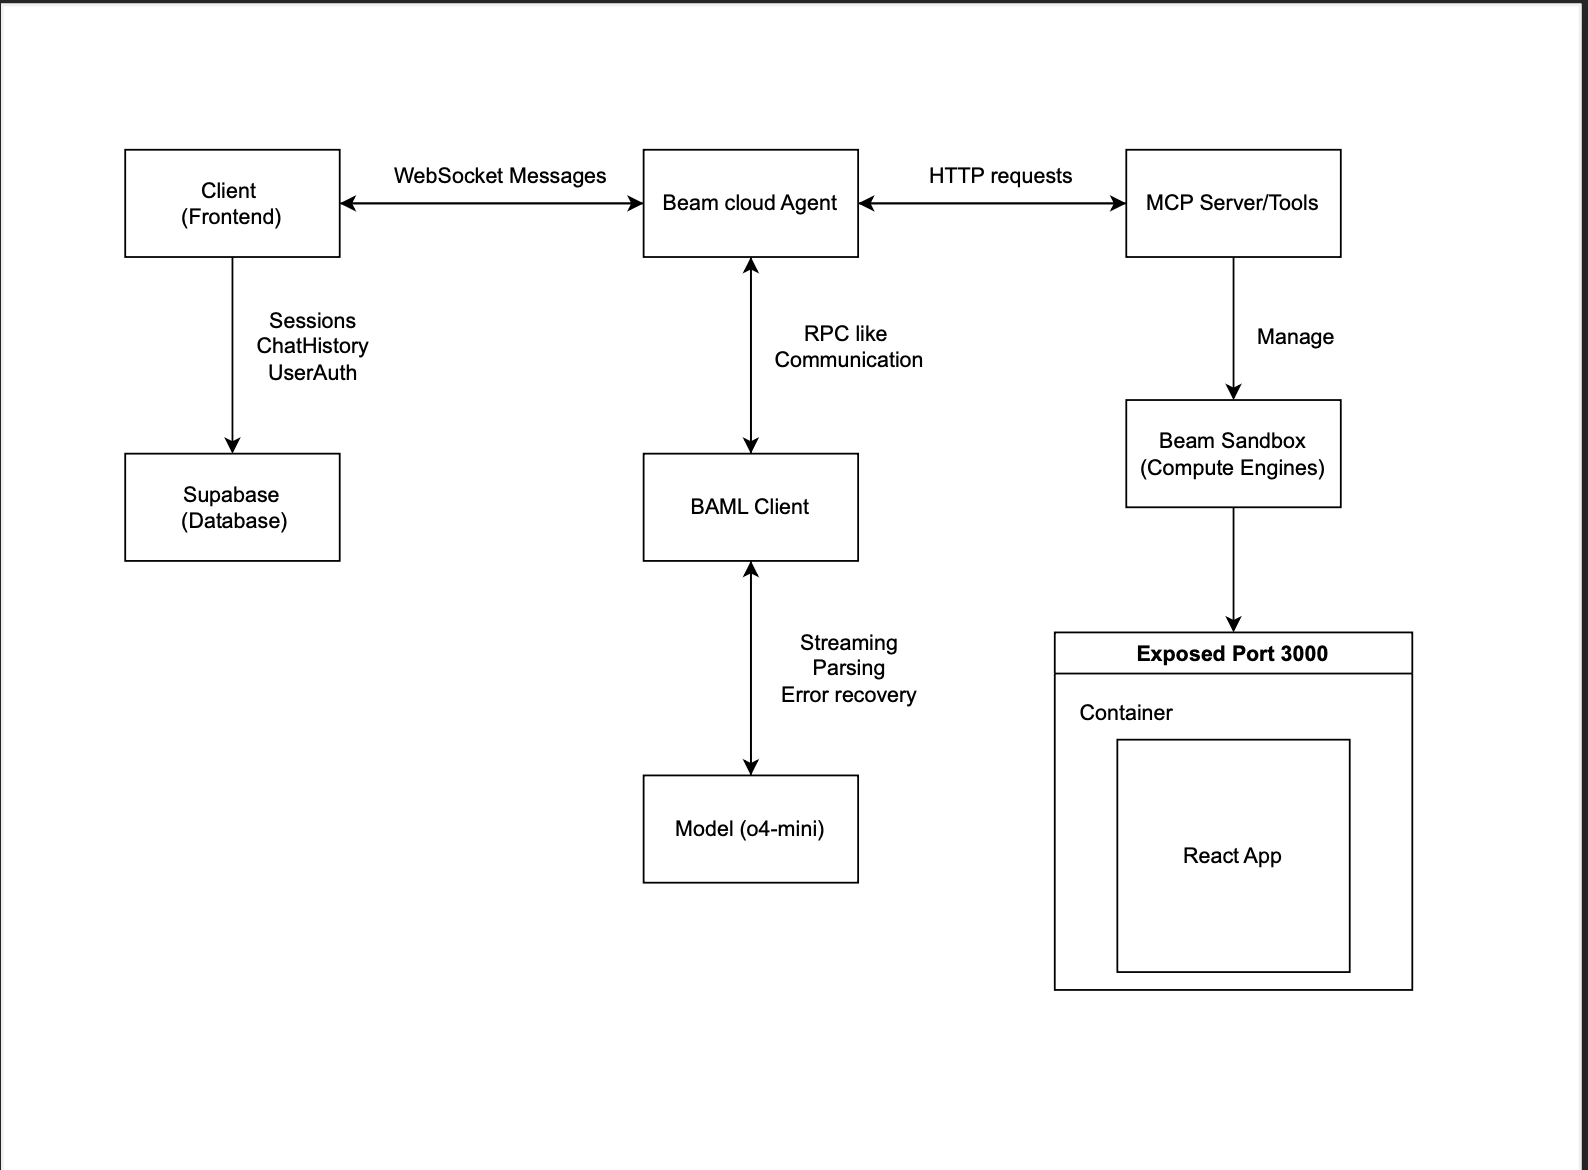 Client
(Frontend)
WebSocket Messages
Beam cloud Agent
HTTP requests
MCP Server/Tools
Sessions
ChatHistory
UserAuth
RPC like
Communication
Manage
Supabase
(Database)
BAML Client
Beam Sandbox
(Compute Engines)
Streaming
Parsing
Error recovery
Exposed Port 3000
Container
Model (o4-mini)
React App